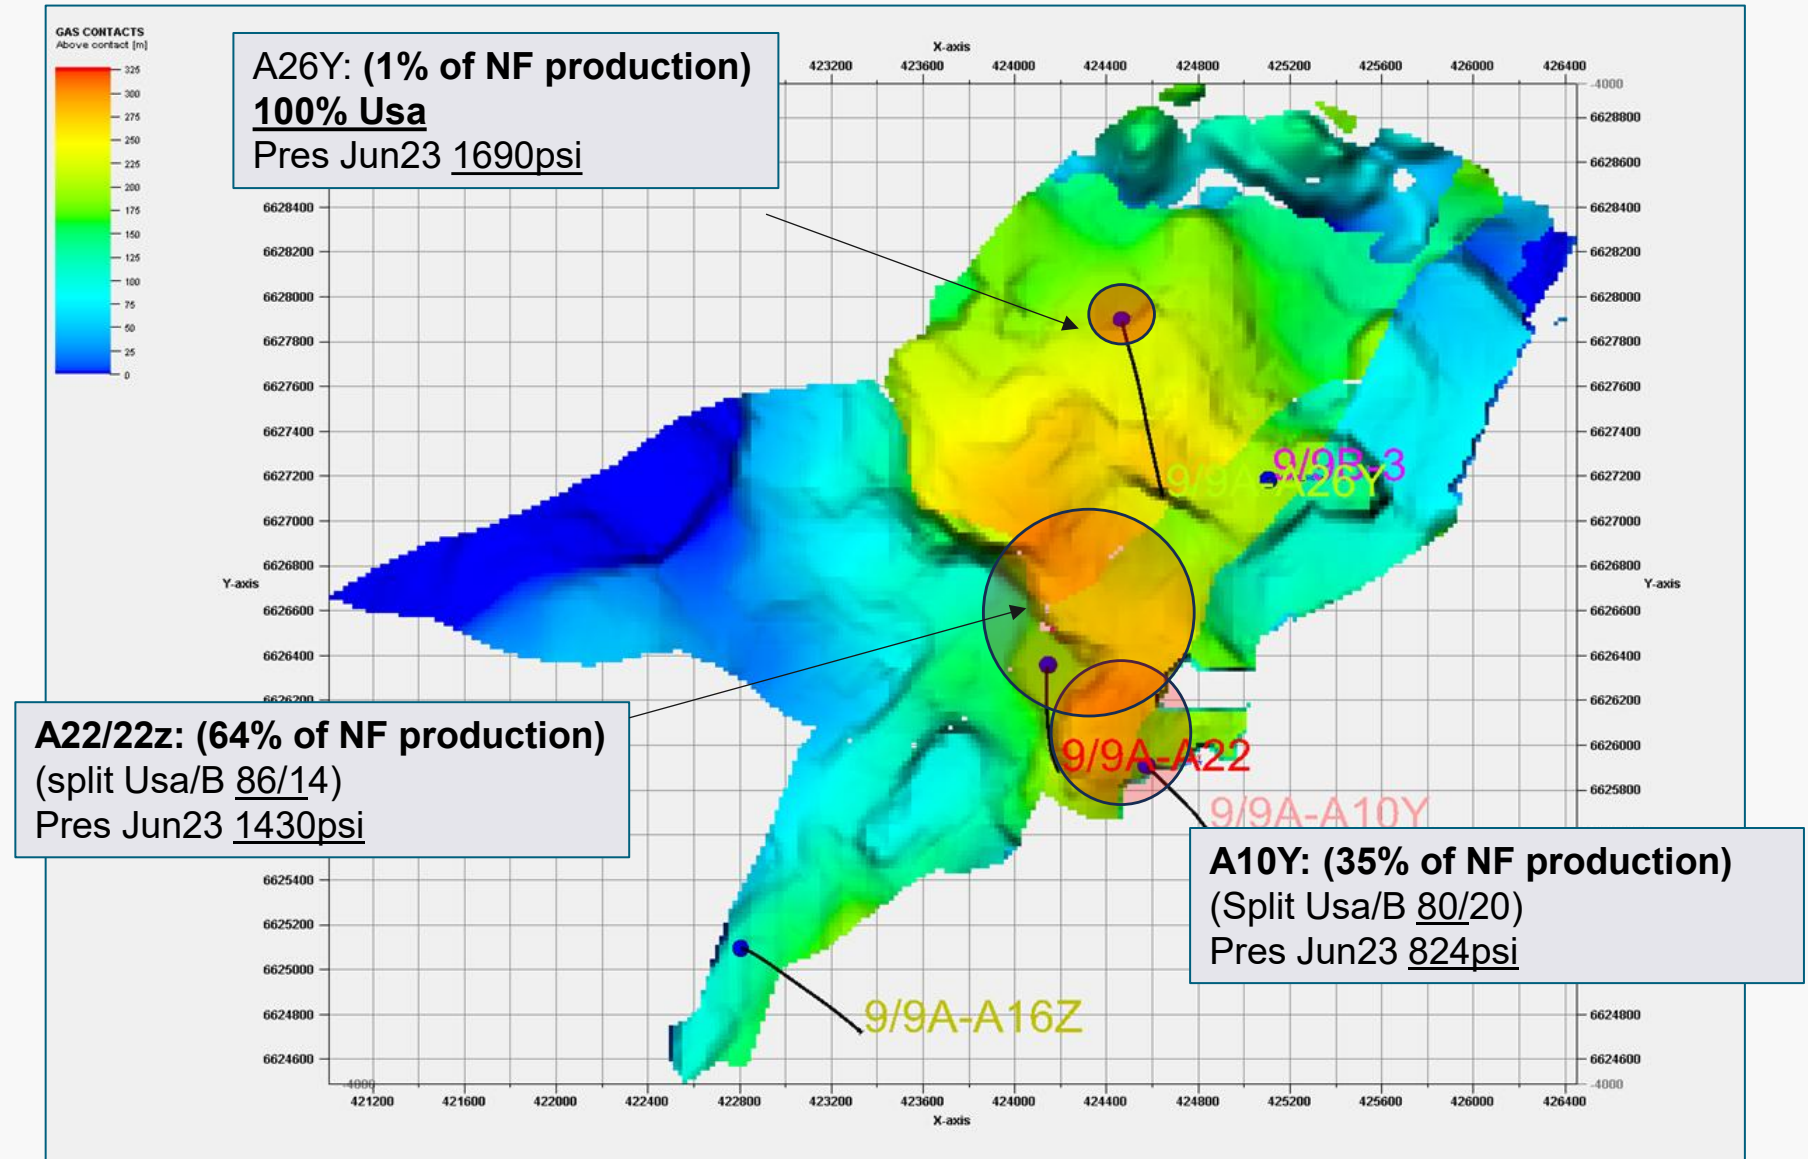 GAS CONTACTS
Above contact [m]
325
300
275
250
225
200
175
150
125
100
75
50
25
0
A26Y: (1% of NF production)
100% Usa
Pres Jun23 1690psi
X-axis
423200 423600 424000 424400 424800 425200 425600 426000 426400
-4000
6628800
6628600
6628400 6628400
6628200 6628200
6628000 6628000
6627800 6627800
6627600 6627600
6627400 6627400
6627200 6627200
9/9B-3
9/9A-A26Y
6627000 6627000
6626800 6626800
Y-axis Y-axis
6626600 6626600
6626400 6626400
6626200 6626200
A22/22z: (64% of NF production)
(split Usa/B 86/14)
Pres Jun23 1430psi
6626000
9/9A-A22
6625800
9/9A-A10Y
A10Y: (35% of NF production)
(Split Usa/B 80/20)
Pres Jun23 824psi
6625400
6625200
6625000
9/9A-A16Z
6624800 6624800
6624600 6624600
-4000 -4000
421200 421600 422000 422400 422800 423200 423600 424000 424400 424800 425200 425600 426000 426400
X-axis